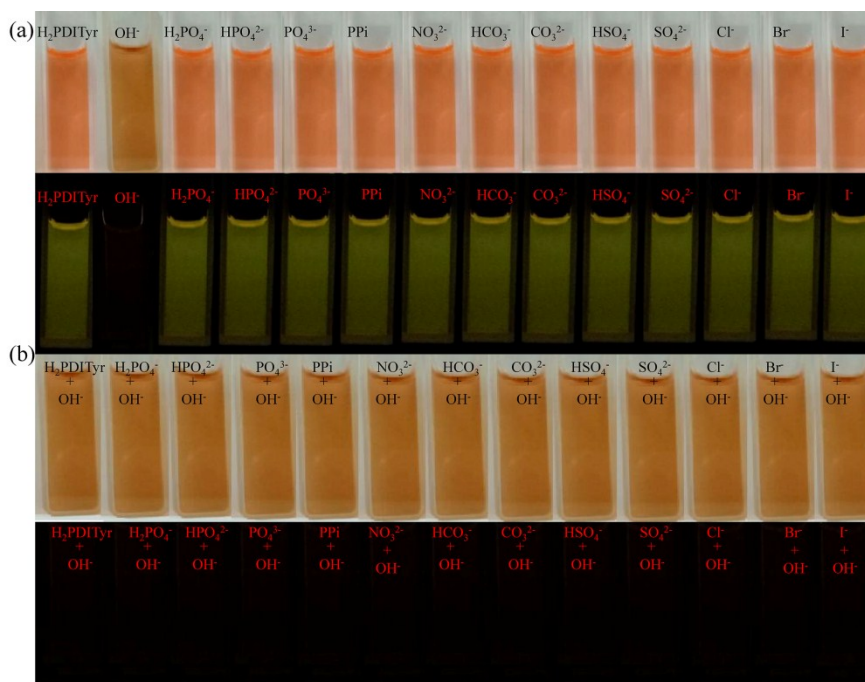 (a)
H₂PDITyr OH⁻ H₂PO₄⁻ HPO₄²⁻ PO₄³⁻ PPi NO₃²⁻ HCO₃⁻ CO₃²⁻ HSO₄⁻ SO₄²⁻ Cl⁻ Br⁻ I⁻
H₂PDITyr OH⁻ H₂PO₄⁻ HPO₄²⁻ PO₄³⁻ PPi NO₃²⁻ HCO₃⁻ CO₃²⁻ HSO₄⁻ SO₄²⁻ Cl⁻ Br⁻ I⁻
(b)
H₂PDITyr H₂PO₄⁻ HPO₄²⁻ PO₄³⁻ PPi NO₃²⁻ HCO₃⁻ CO₃²⁻ HSO₄⁻ SO₄²⁻ Cl⁻ Br⁻ I⁻
+ + + + + + + + + + + + +
OH⁻ OH⁻ OH⁻ OH⁻ OH⁻ OH⁻ OH⁻ OH⁻ OH⁻ OH⁻ OH⁻ OH⁻ OH⁻
H₂PDITyr H₂PO₄⁻ HPO₄²⁻ PO₄³⁻ PPi NO₃²⁻ HCO₃⁻ CO₃²⁻ HSO₄⁻ SO₄²⁻ Cl⁻ Br⁻ I⁻
+ + + + + + + + + + + + +
OH⁻ OH⁻ OH⁻ OH⁻ OH⁻ OH⁻ OH⁻ OH⁻ OH⁻ OH⁻ OH⁻ OH⁻ OH⁻